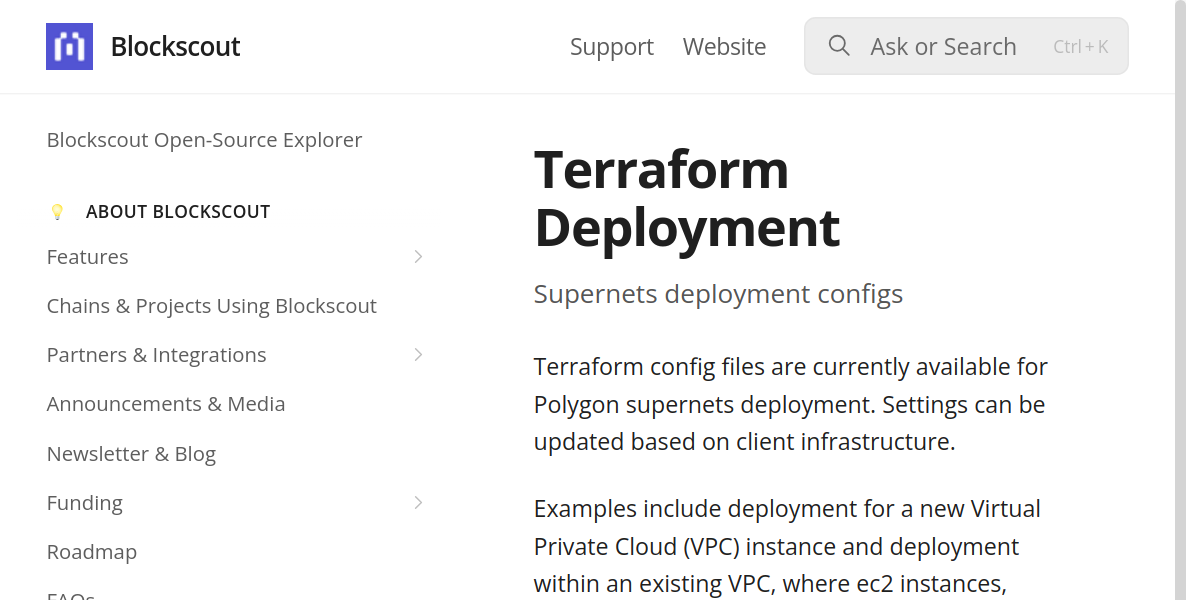 Blockscout
Support
Website
Ask or Search
Ctrl + K
Blockscout Open-Source Explorer
ABOUT BLOCKSCOUT
Features
Chains & Projects Using Blockscout
Partners & Integrations
Announcements & Media
Newsletter & Blog
Funding
Roadmap
FAQs
Terraform
Deployment
Supernets deployment configs
Terraform config files are currently available for
Polygon supernets deployment. Settings can be
updated based on client infrastructure.
Examples include deployment for a new Virtual
Private Cloud (VPC) instance and deployment
within an existing VPC, where ec2 instances,